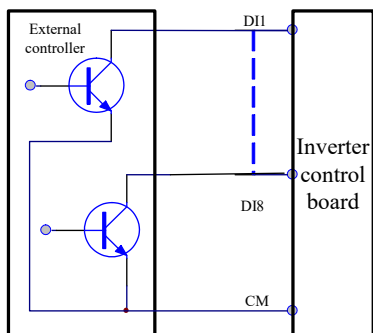 External
controller
DI1
Inverter
control
board
DI8
CM